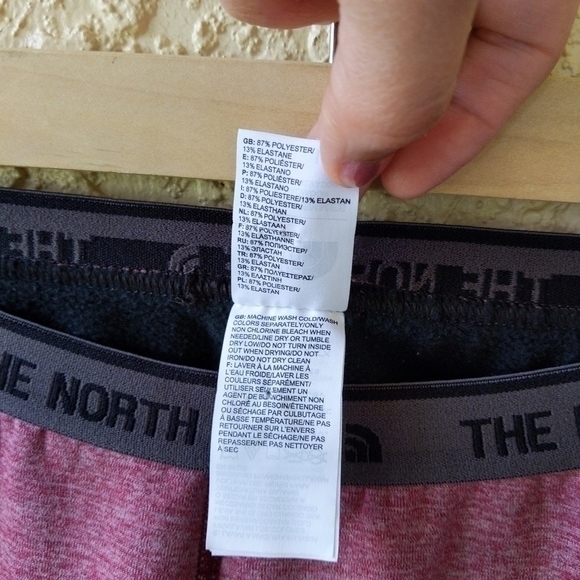 GB: 87% POLYESTER/
13% ELASTANE
E: 87% POLIÉSTER/
13% ELASTANO
P: 87% POLIÉSTER/
13% ELASTANO
I: 87% POLIESTERE/13% ELASTAN
D: 87% POLYESTER/
13% ELASTHAN
NL: 87% POLYESTER/
13% ELASTAAN
F: 87% POLYESTER/
13% ELASTHANNE
RU: 87% ПОЛИЭСТЕР/
13% ЭЛАСТАН
TR: 87% POLYESTER/
13% ELASTAN
GR: 87% ΠΟΛΥΕΣΤΕΡΑΣ/
13% ΕΛΑΣΤΙΝΗ
PL: 87% POLIESTER/
13% ELASTAN
GB: MACHINE WASH COLD/WASH
COLORS SEPARATELY/ONLY
NON CHLORINE BLEACH WHEN
NEEDED/LINE DRY OR TUMBLE
DRY LOW/DO NOT TURN INSIDE
OUT WHEN DRYING/DO NOT
IRON/DO NOT DRY CLEAN
F: LAVER À LA MACHINE À
L'EAU FROIDE/LAVER LES
COULEURS SÉPARÉMENT/
UTILISER SEULEMENT UN
AGENT DE BLANCHIMENT NON
CHLORÉ AU BESOIN/ÉTENDRE
OU SÉCHAGE PAR CULBUTAGE
À BASSE TEMPÉRATURE/NE PAS
RETOURNER SUR L'ENVERS
PENDANT LE SÉCHAGE/NE PAS
REPASSER/NE PAS NETTOYER
À SEC
NORTH
THE